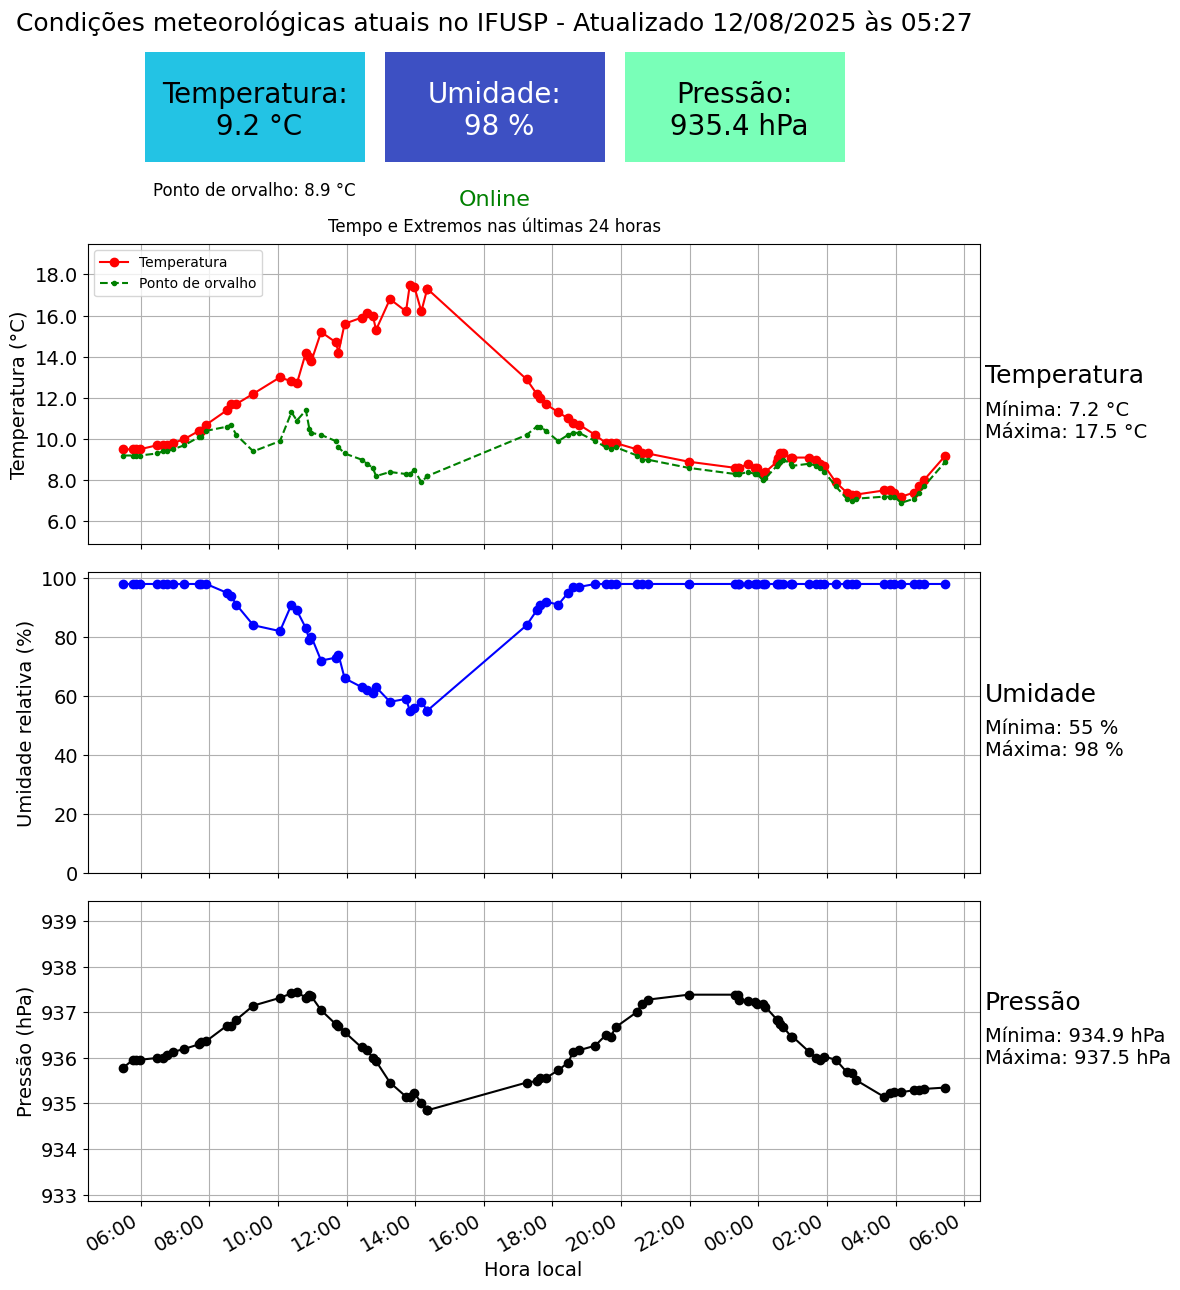 Condições meteorológicas atuais no IFUSP - Atualizado 12/08/2025 às 05:27
Temperatura:
9.2 °C
Umidade:
98 %
Pressão:
935.4 hPa
Ponto de orvalho: 8.9 °C
Online
Tempo e Extremos nas últimas 24 horas
Temperatura
Ponto de orvalho
Temperatura (°C)
18.0
16.0
14.0
12.0
10.0
8.0
6.0
Temperatura
Mínima: 7.2 °C
Máxima: 17.5 °C
Umidade relativa (%)
100
80
60
40
20
0
Umidade
Mínima: 55 %
Máxima: 98 %
Pressão (hPa)
939
938
937
936
935
934
933
Pressão
Mínima: 934.9 hPa
Máxima: 937.5 hPa
06:00
08:00
10:00
12:00
14:00
16:00
18:00
20:00
22:00
00:00
02:00
04:00
06:00
Hora local